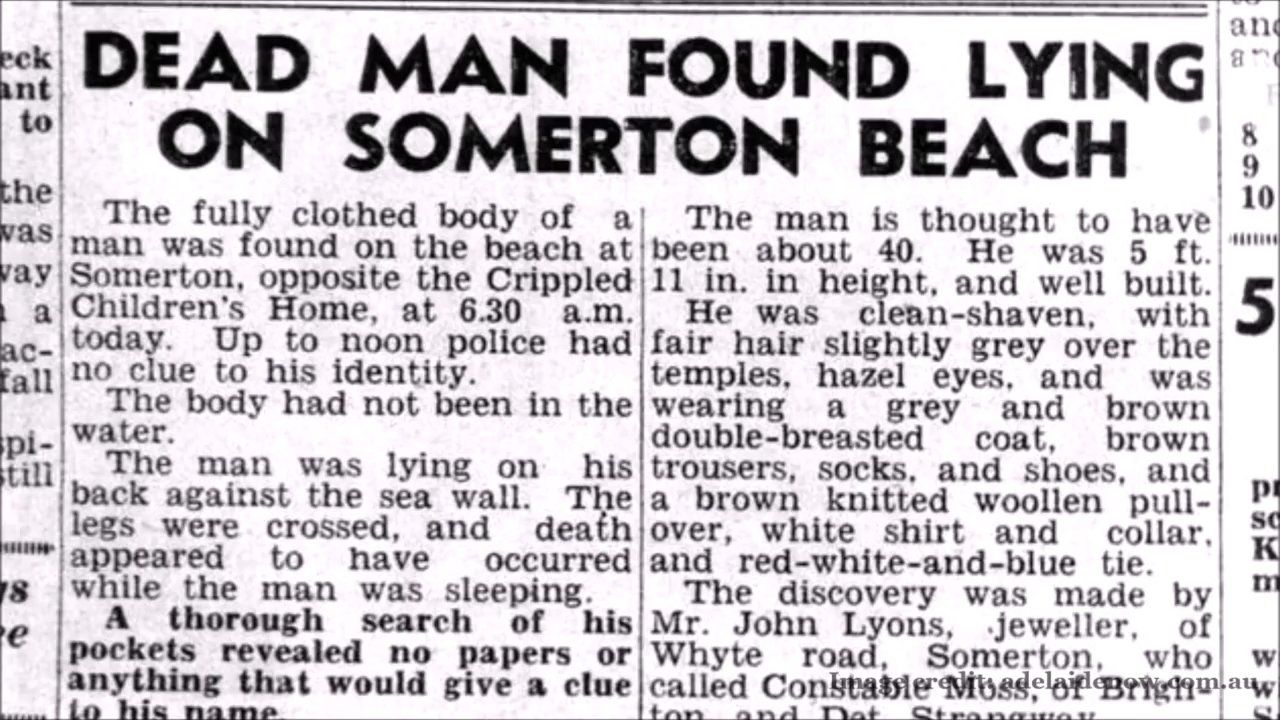 DEAD MAN FOUND LYING
ON SOMERTON BEACH
The fully clothed body of a
man was found on the beach at
Somerton, opposite the Crippled
Children's Home, at 6.30 a.m.
today. Up to noon police had
no clue to his identity.
The body had not been in the
water.
The man was lying on his
back against the sea wall. The
legs were crossed, and death
appeared to have occurred
while the man was sleeping.
A thorough search of his
pockets revealed no papers or
anything that would give a clue
to his name.
The man is thought to have
been about 40. He was 5 ft.
11 in. in height, and well built.
He was clean-shaven, with
fair hair slightly grey over the
temples, hazel eyes, and was
wearing a grey and brown
double-breasted coat, brown
trousers, socks, and shoes, and
a brown knitted woollen pull-
over, white shirt and collar,
and red-white-and-blue tie.
The discovery was made by
Mr. John Lyons, jeweller, of
Whyte road, Somerton, who
called Constable Moss, of Brigh-
ton, and Det. Strangway
eck
ant
to
the
was
way
a
ac-
fall
spi-
still
and
8
9
10
5
Image credit: adelaidenow.com.au